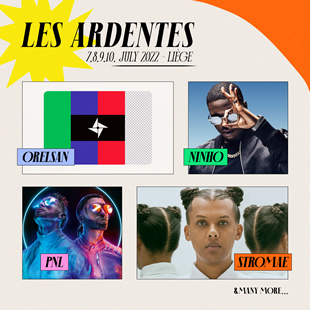 LES ARDENTES
7,8,9,10, JULY 2022 - LIÈGE
ORELSAN
NINHO
PNL
STROMAE
& MANY MORE...